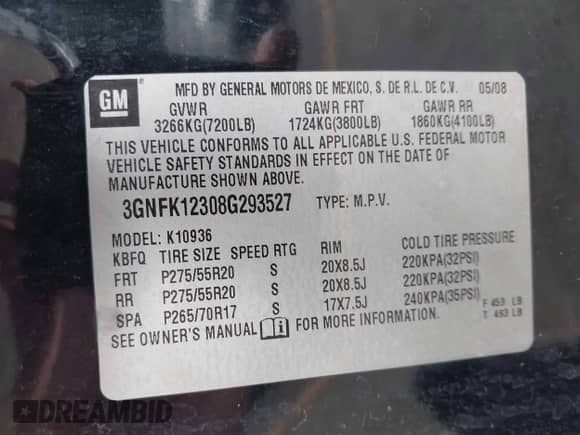 GM
MFD BY GENERAL MOTORS DE MEXICO, S. DE R.L. DE C.V. 05/08
GVWR GAWR FRT GAWR RR
3266KG(7200LB) 1724KG(3800LB) 1860KG(4100LB)
THIS VEHICLE CONFORMS TO ALL APPLICABLE U.S. FEDERAL MOTOR
VEHICLE SAFETY STANDARDS IN EFFECT ON THE DATE OF
MANUFACTURE SHOWN ABOVE.
3GNFK12308G293527 TYPE: M.P.V.
MODEL: K10936
KBFQ TIRE SIZE SPEED RTG RIM COLD TIRE PRESSURE
FRT P275/55R20 S 20X8.5J 220KPA(32PSI)
RR P275/55R20 S 20X8.5J 220KPA(32PSI)
SPA P265/70R17 S 17X7.5J 240KPA(35PSI)
F 459 LB
T 493 LB
SEE OWNER'S MANUAL FOR MORE INFORMATION.
DREAMBID